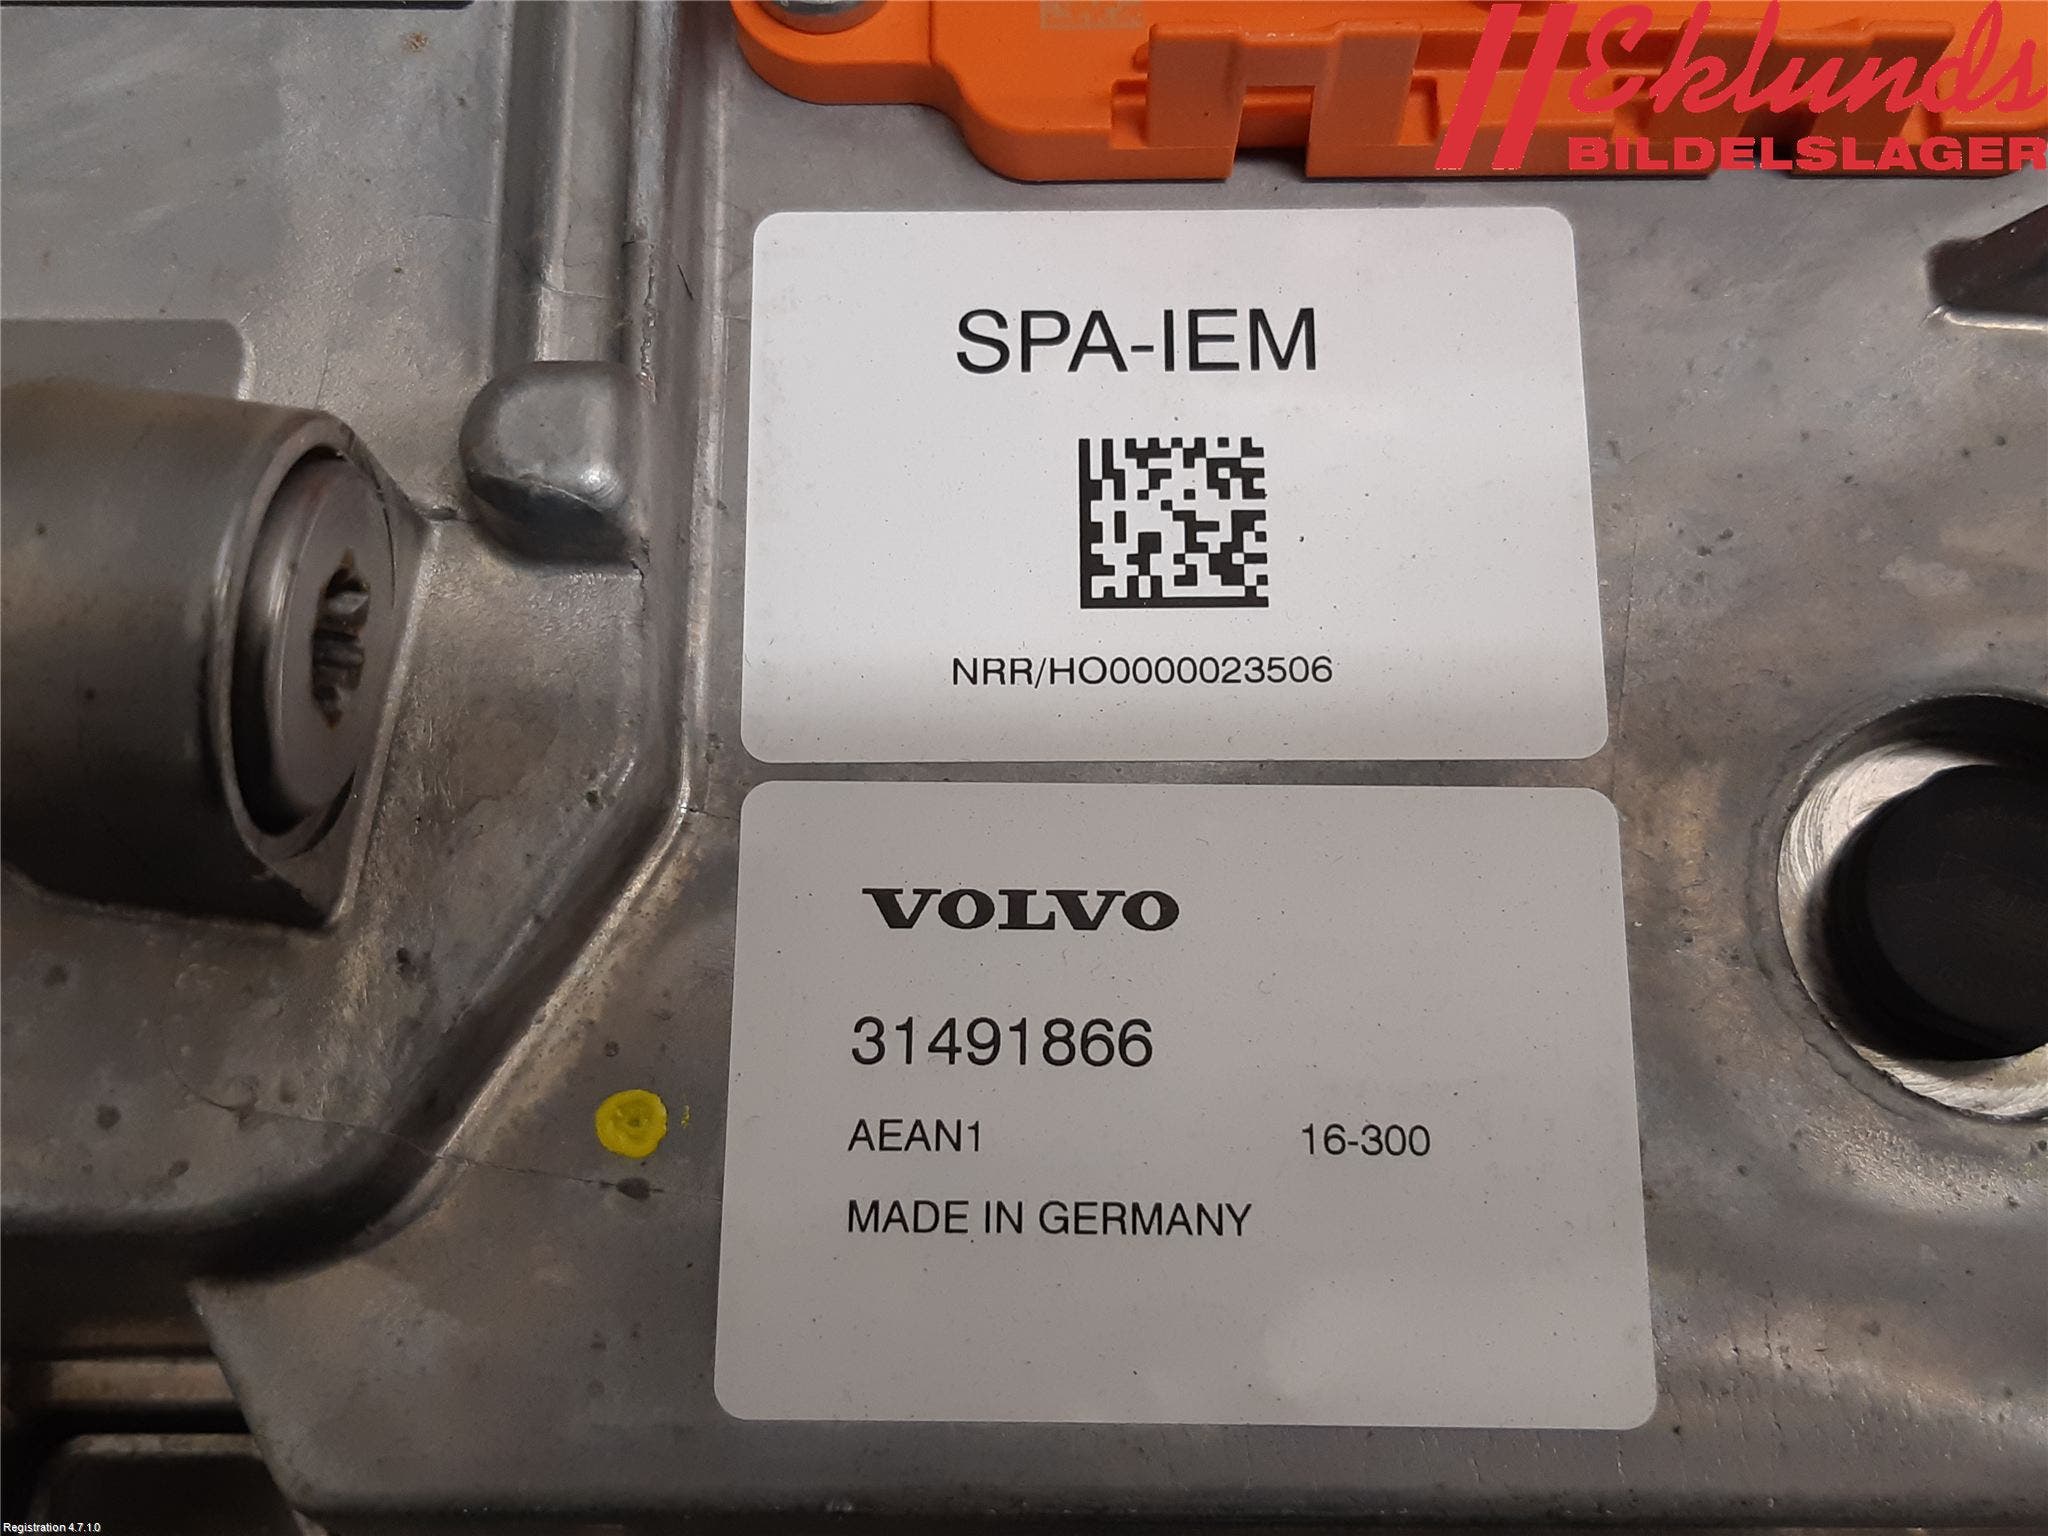 Eklunds
BILDELSLAGER
SPA-IEM
NRR/HO0000023506
VOLVO
31491866
AEAN1 16-300
MADE IN GERMANY
Registration 4.7.1.0